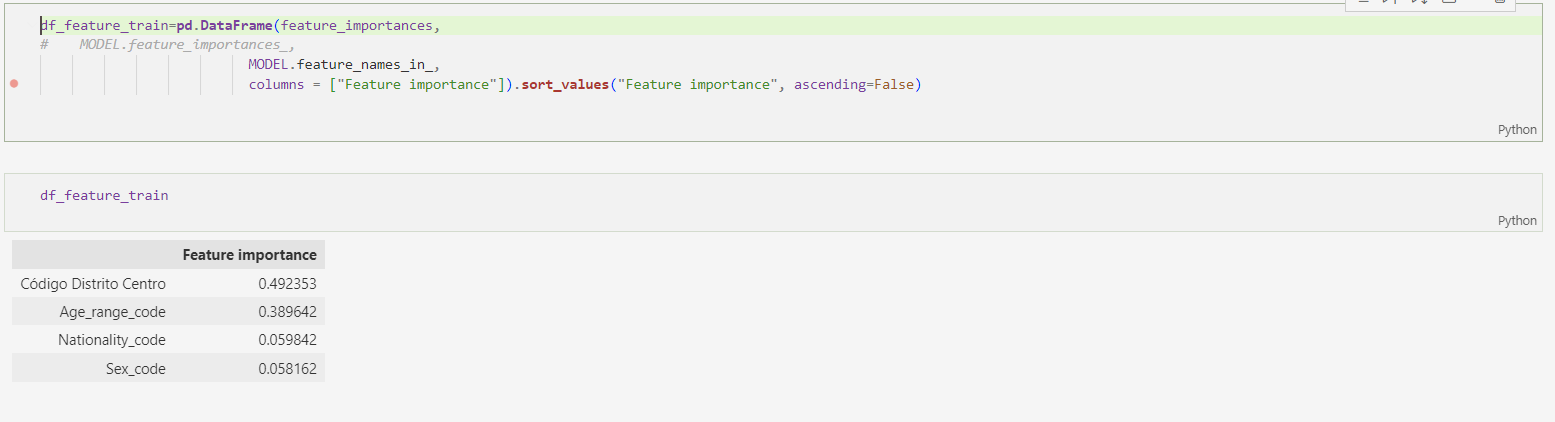 df_feature_train=pd.DataFrame(feature_importances,
#    MODEL.feature_importances_,
MODEL.feature_names_in_,
columns = ["Feature importance"]).sort_values("Feature importance", ascending=False)
Python
df_feature_train
Python
Feature importance
Código Distrito Centro 0.492353
Age_range_code 0.389642
Nationality_code 0.059842
Sex_code 0.058162